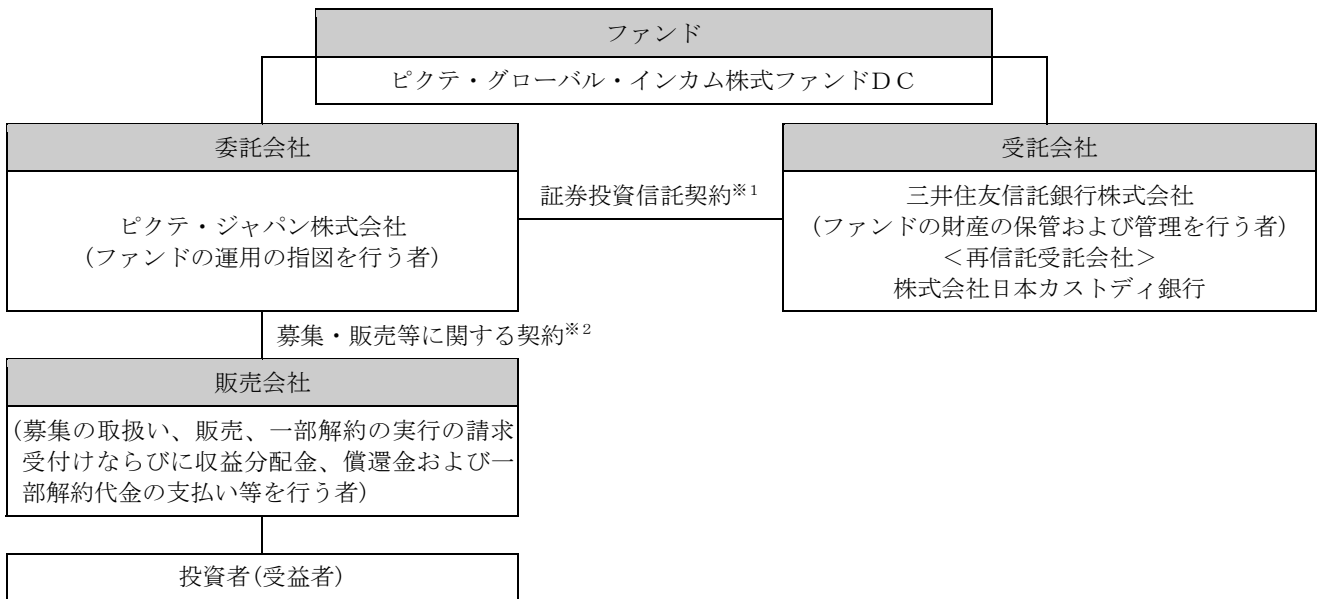 ファンド
ピクテ・グローバル・インカム株式ファンドDC
委託会社
ピクテ・ジャパン株式会社
(ファンドの運用の指図を行う者)
証券投資信託契約※1
受託会社
三井住友信託銀行株式会社
(ファンドの財産の保管および管理を行う者)
<再信託受託会社>
株式会社日本カストディ銀行
募集・販売等に関する契約※2
販売会社
(募集の取扱い、販売、一部解約の実行の請求
受付けならびに収益分配金、償還金および一
部解約代金の支払い等を行う者)
投資者(受益者)